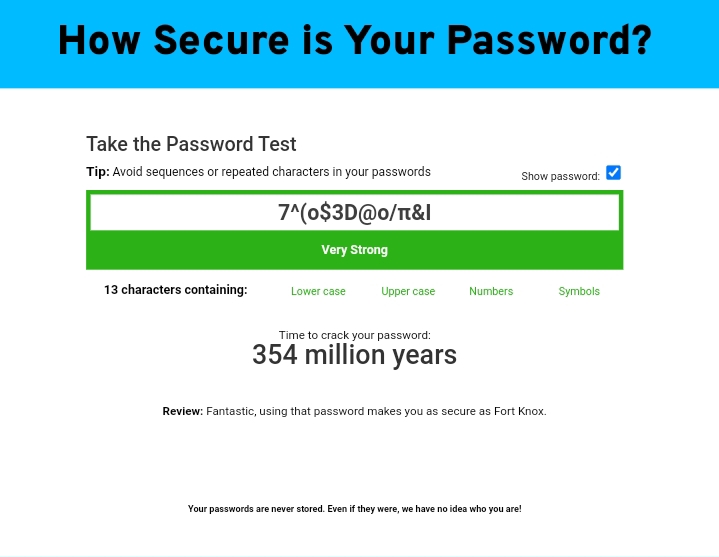 How Secure is Your Password?
Take the Password Test
Tip: Avoid sequences or repeated characters in your passwords
Show password:
7^(o$3D@o/π&I
Very Strong
13 characters containing: Lower case Upper case Numbers Symbols
Time to crack your password:
354 million years
Review: Fantastic, using that password makes you as secure as Fort Knox.
Your passwords are never stored. Even if they were, we have no idea who you are!